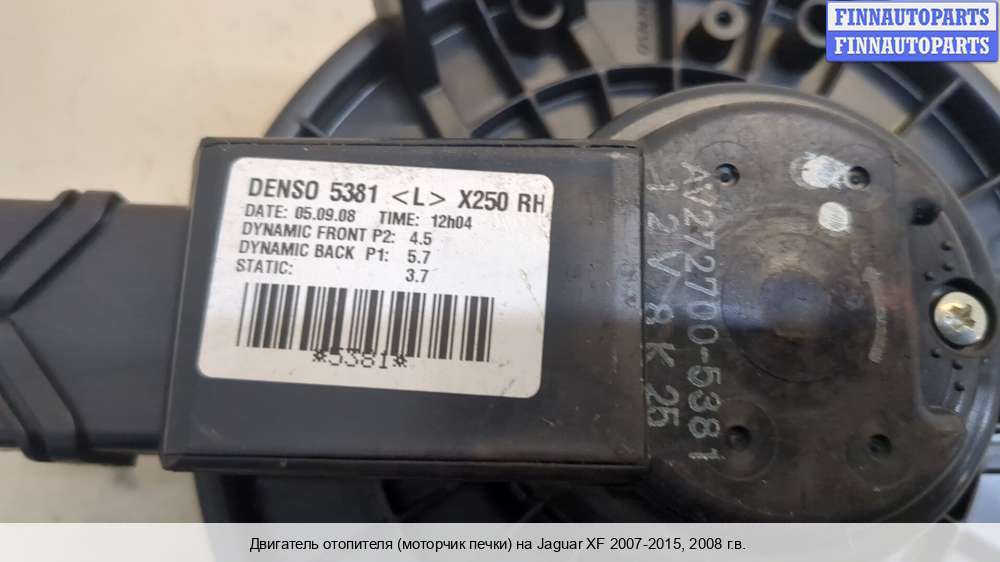 FINNAUTOPARTS
FINNAUTOPARTS
DENSO 5381 <L> X250 RH
DATE: 05.09.08 TIME: 12h04
DYNAMIC FRONT P2: 4.5
DYNAMIC BACK P1: 5.7
STATIC: 3.7
*5381*
AV272700-5381
12V 8K25
Двигатель отопителя (моторчик печки) на Jaguar XF 2007-2015, 2008 г.в.